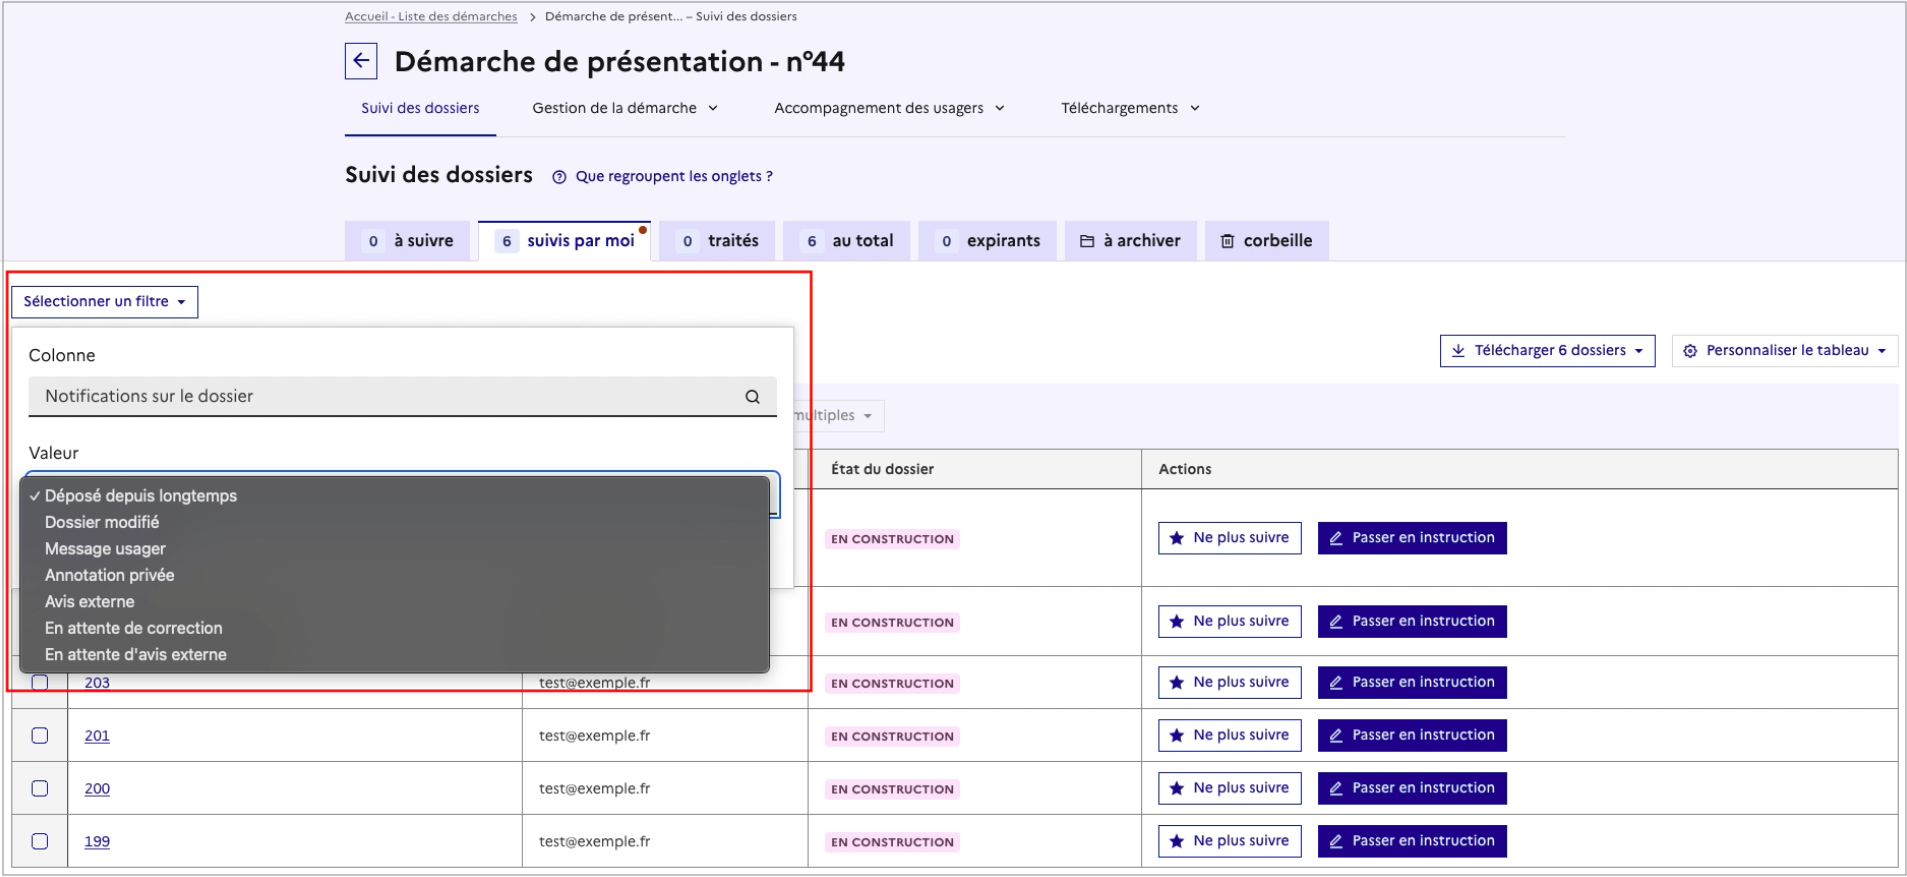 Accueil - Liste des démarches > Démarche de présent... – Suivi des dossiers
Démarche de présentation - n°44
Suivi des dossiers Gestion de la démarche Accompagnement des usagers Téléchargements
Suivi des dossiers Que regroupent les onglets ?
0 à suivre 6 suivis par moi 0 traités 6 au total 0 expirants à archiver corbeille
Sélectionner un filtre
Télécharger 6 dossiers Personnaliser le tableau
Colonne
Notifications sur le dossier
multiples
Valeur
État du dossier Actions
✓ Déposé depuis longtemps
Dossier modifié
Message usager
Annotation privée
Avis externe
En attente de correction
En attente d'avis externe
EN CONSTRUCTION Ne plus suivre Passer en instruction
EN CONSTRUCTION Ne plus suivre Passer en instruction
203 test@exemple.fr EN CONSTRUCTION Ne plus suivre Passer en instruction
201 test@exemple.fr EN CONSTRUCTION Ne plus suivre Passer en instruction
200 test@exemple.fr EN CONSTRUCTION Ne plus suivre Passer en instruction
199 test@exemple.fr EN CONSTRUCTION Ne plus suivre Passer en instruction